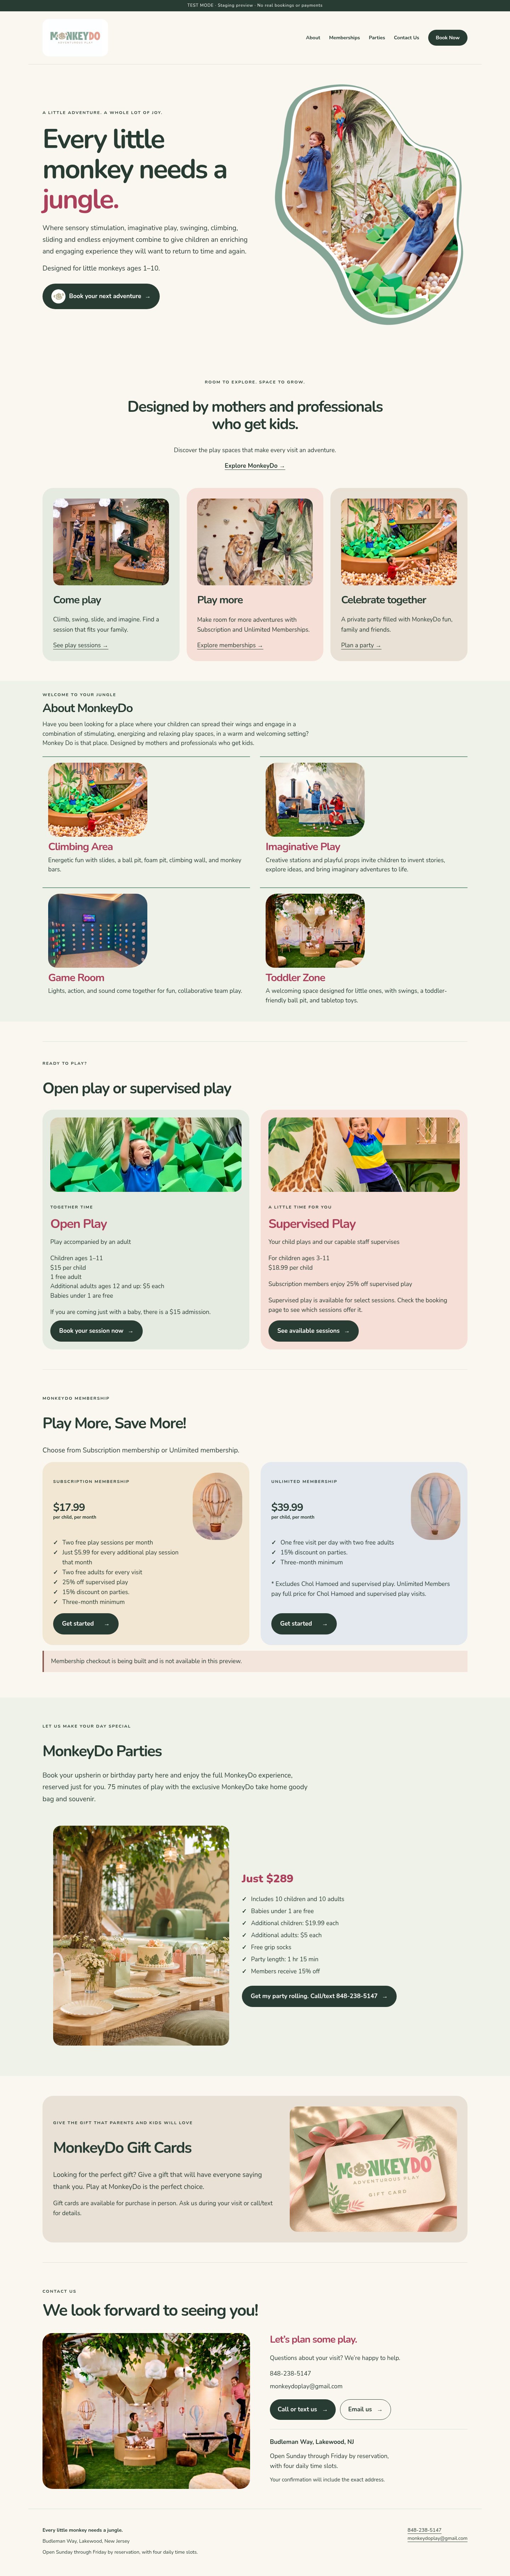 TEST MODE · Staging preview · No real bookings or payments
MONKEYDO
ADVENTUROUS PLAY
About
Memberships
Parties
Contact Us
Book Now
A LITTLE ADVENTURE. A WHOLE LOT OF JOY.
Every little
monkey needs a
jungle.
Where sensory stimulation, imaginative play, swinging, climbing,
sliding and endless enjoyment combine to give children an enriching
and engaging experience they will want to return to time and again.
Designed for little monkeys ages 1–10.
Book your next adventure →
ROOM TO EXPLORE. SPACE TO GROW.
Designed by mothers and professionals
who get kids.
Discover the play spaces that make every visit an adventure.
Explore MonkeyDo →
Come play
Climb, swing, slide, and imagine. Find a
session that fits your family.
See play sessions →
Play more
Make room for more adventures with
Subscription and Unlimited Memberships.
Explore memberships →
Celebrate together
A private party filled with MonkeyDo fun,
family and friends.
Plan a party →
WELCOME TO YOUR JUNGLE
About MonkeyDo
Have you been looking for a place where your children can spread their wings and engage in a
combination of stimulating, energizing and relaxing play spaces, in a warm and welcoming setting?
Monkey Do is that place. Designed by mothers and professionals who get kids.
Climbing Area
Energetic fun with slides, a ball pit, foam pit, climbing wall, and monkey
bars.
Imaginative Play
Creative stations and playful props invite children to invent stories,
explore ideas, and bring imaginary adventures to life.
Game Room
Lights, action, and sound come together for fun, collaborative team play.
Toddler Zone
A welcoming space designed for little ones, with swings, a toddler-
friendly ball pit, and tabletop toys.
READY TO PLAY?
Open play or supervised play
TOGETHER TIME
Open Play
Play accompanied by an adult
Children ages 1–11
$15 per child
1 free adult
Additional adults ages 12 and up: $5 each
Babies under 1 are free
If you are coming just with a baby, there is a $15 admission.
Book your session now →
A LITTLE TIME FOR YOU
Supervised Play
Your child plays and our capable staff supervises
For children ages 3-11
$18.99 per child
Subscription members enjoy 25% off supervised play
Supervised play is available for select sessions. Check the booking
page to see which sessions offer it.
See available sessions →
MONKEYDO MEMBERSHIP
Play More, Save More!
Choose from Subscription membership or Unlimited membership.
SUBSCRIPTION MEMBERSHIP
$17.99
per child, per month
✓ Two free play sessions per month
✓ Just $5.99 for every additional play session
that month
✓ Two free adults for every visit
✓ 25% off supervised play
✓ 15% discount on parties.
✓ Three-month minimum
Get started →
UNLIMITED MEMBERSHIP
$39.99
per child, per month
✓ One free visit per day with two free adults
✓ 15% discount on parties.
✓ Three-month minimum
* Excludes Chol Hamoed and supervised play. Unlimited Members
pay full price for Chol Hamoed and supervised play visits.
Get started →
Membership checkout is being built and is not available in this preview.
LET US MAKE YOUR DAY SPECIAL
MonkeyDo Parties
Book your upsherin or birthday party here and enjoy the full MonkeyDo experience,
reserved just for you. 75 minutes of play with the exclusive MonkeyDo take home goody
bag and souvenir.
Just $289
✓ Includes 10 children and 10 adults
✓ Babies under 1 are free
✓ Additional children: $19.99 each
✓ Additional adults: $5 each
✓ Free grip socks
✓ Party length: 1 hr 15 min
✓ Members receive 15% off
Get my party rolling. Call/text 848-238-5147 →
GIVE THE GIFT THAT PARENTS AND KIDS WILL LOVE
MonkeyDo Gift Cards
Looking for the perfect gift? Give a gift that will have everyone saying
thank you. Play at MonkeyDo is the perfect choice.
Gift cards are available for purchase in person. Ask us during your visit or call/text
for details.
MONKEYDO
ADVENTUROUS PLAY
GIFT CARD
CONTACT US
We look forward to seeing you!
Let's plan some play.
Questions about your visit? We're happy to help.
848-238-5147
monkeydoplay@gmail.com
Call or text us →
Email us →
Budleman Way, Lakewood, NJ
Open Sunday through Friday by reservation,
with four daily time slots.
Your confirmation will include the exact address.
Every little monkey needs a jungle.
Budleman Way, Lakewood, New Jersey
Open Sunday through Friday by reservation, with four daily time slots.
848-238-5147
monkeydoplay@gmail.com